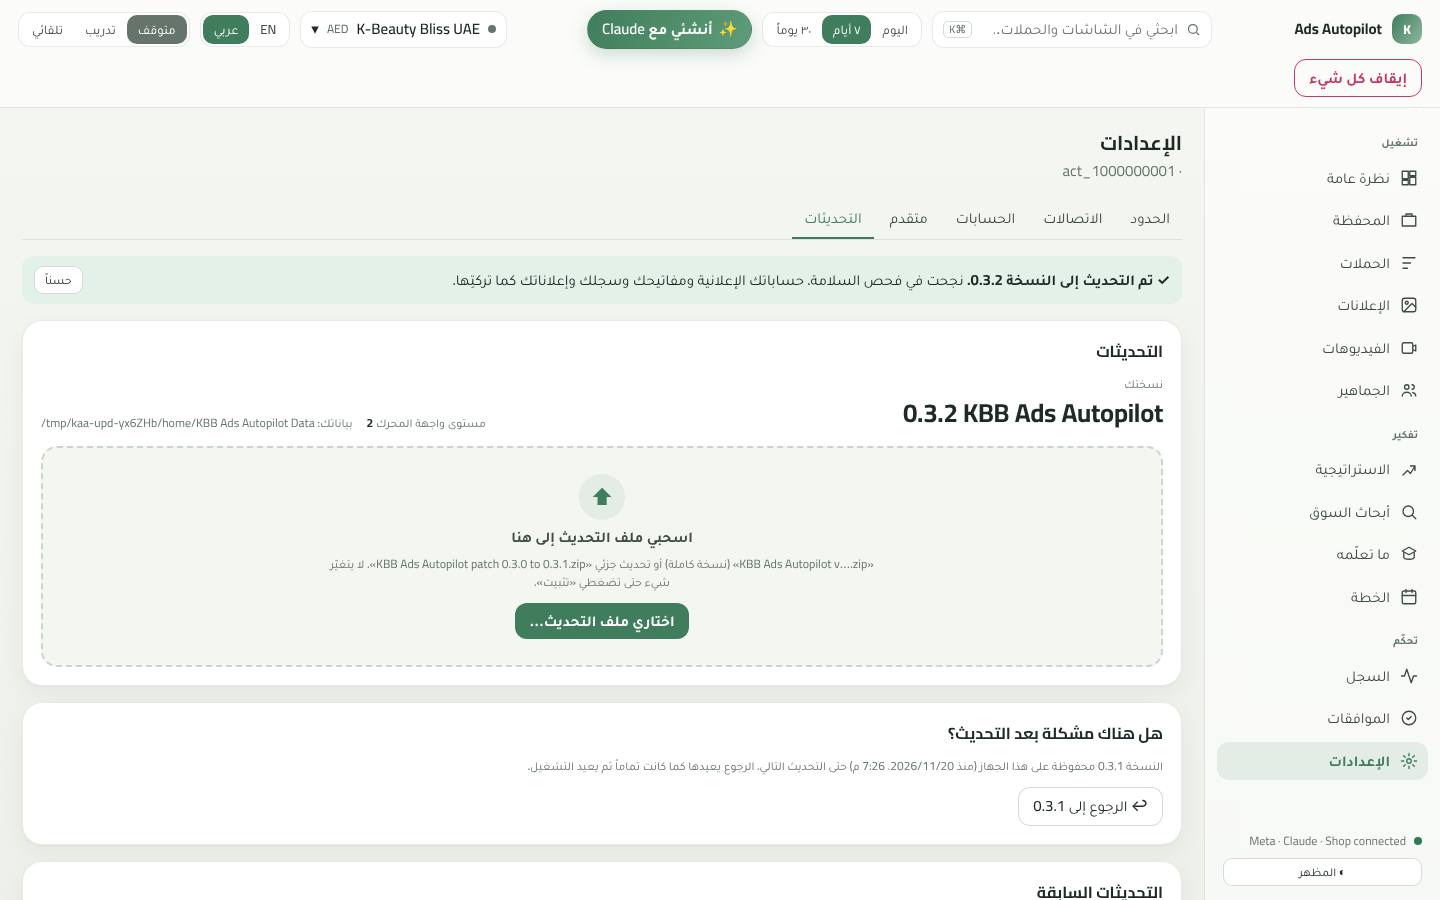 K Ads Autopilot
ابحثي في الشاشات والحملات.. ⌘K
اليوم ٧ أيام ٣٠ يوماً
✨ أنشئي مع Claude
K-Beauty Bliss UAE AED ▼
EN عربي
متوقف تدريب تلقائي
إيقاف كل شيء
تشغيل
نظرة عامة
المحفظة
الحملات
الإعلانات
الفيديوهات
الجماهير
تفكير
الاستراتيجية
أبحاث السوق
ما تعلّمه
الخطة
تحكّم
السجل
الموافقات
الإعدادات
Meta · Claude · Shop connected
المظهر
الإعدادات
· act_1000000001
الحدود الاتصالات الحسابات متقدم التحديثات
✓ تم التحديث إلى النسخة 0.3.2. نجحت في فحص السلامة. حساباتك الإعلانية ومفاتيحك وسجلك وإعلاناتك كما تركتِها.
حسناً
التحديثات
نسختك
0.3.2 KBB Ads Autopilot
مستوى واجهة المحرك 2 بياناتك: /tmp/kaa-upd-yx6ZHb/home/KBB Ads Autopilot Data
اسحبي ملف التحديث إلى هنا
«KBB Ads Autopilot v….zip» (نسخة كاملة) أو تحديث جزئي «KBB Ads Autopilot patch 0.3.0 to 0.3.1.zip». لا يتغيّر
شيء حتى تضغطي «تثبيت».
اختاري ملف التحديث...
هل هناك مشكلة بعد التحديث؟
النسخة 0.3.1 محفوظة على هذا الجهاز (منذ 2026/11/20، 7:26 م) حتى التحديث التالي. الرجوع يعيدها كما كانت تماماً ثم يعيد التشغيل.
↩ الرجوع إلى 0.3.1
التحديثات السابقة